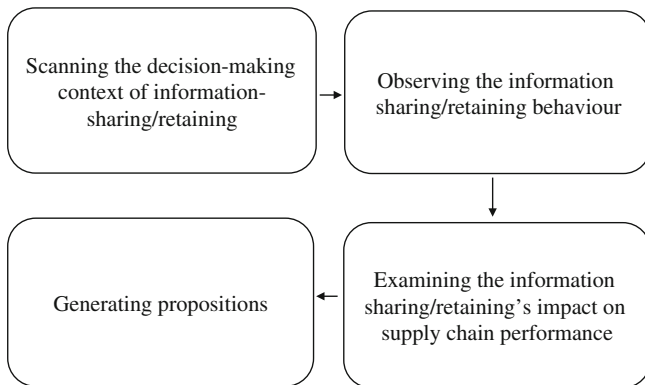 Scanning the decision-making
context of information-
sharing/retaining
Observing the information
sharing/retaining behaviour
Examining the information
sharing/retaining’s impact on
supply chain performance
Generating propositions